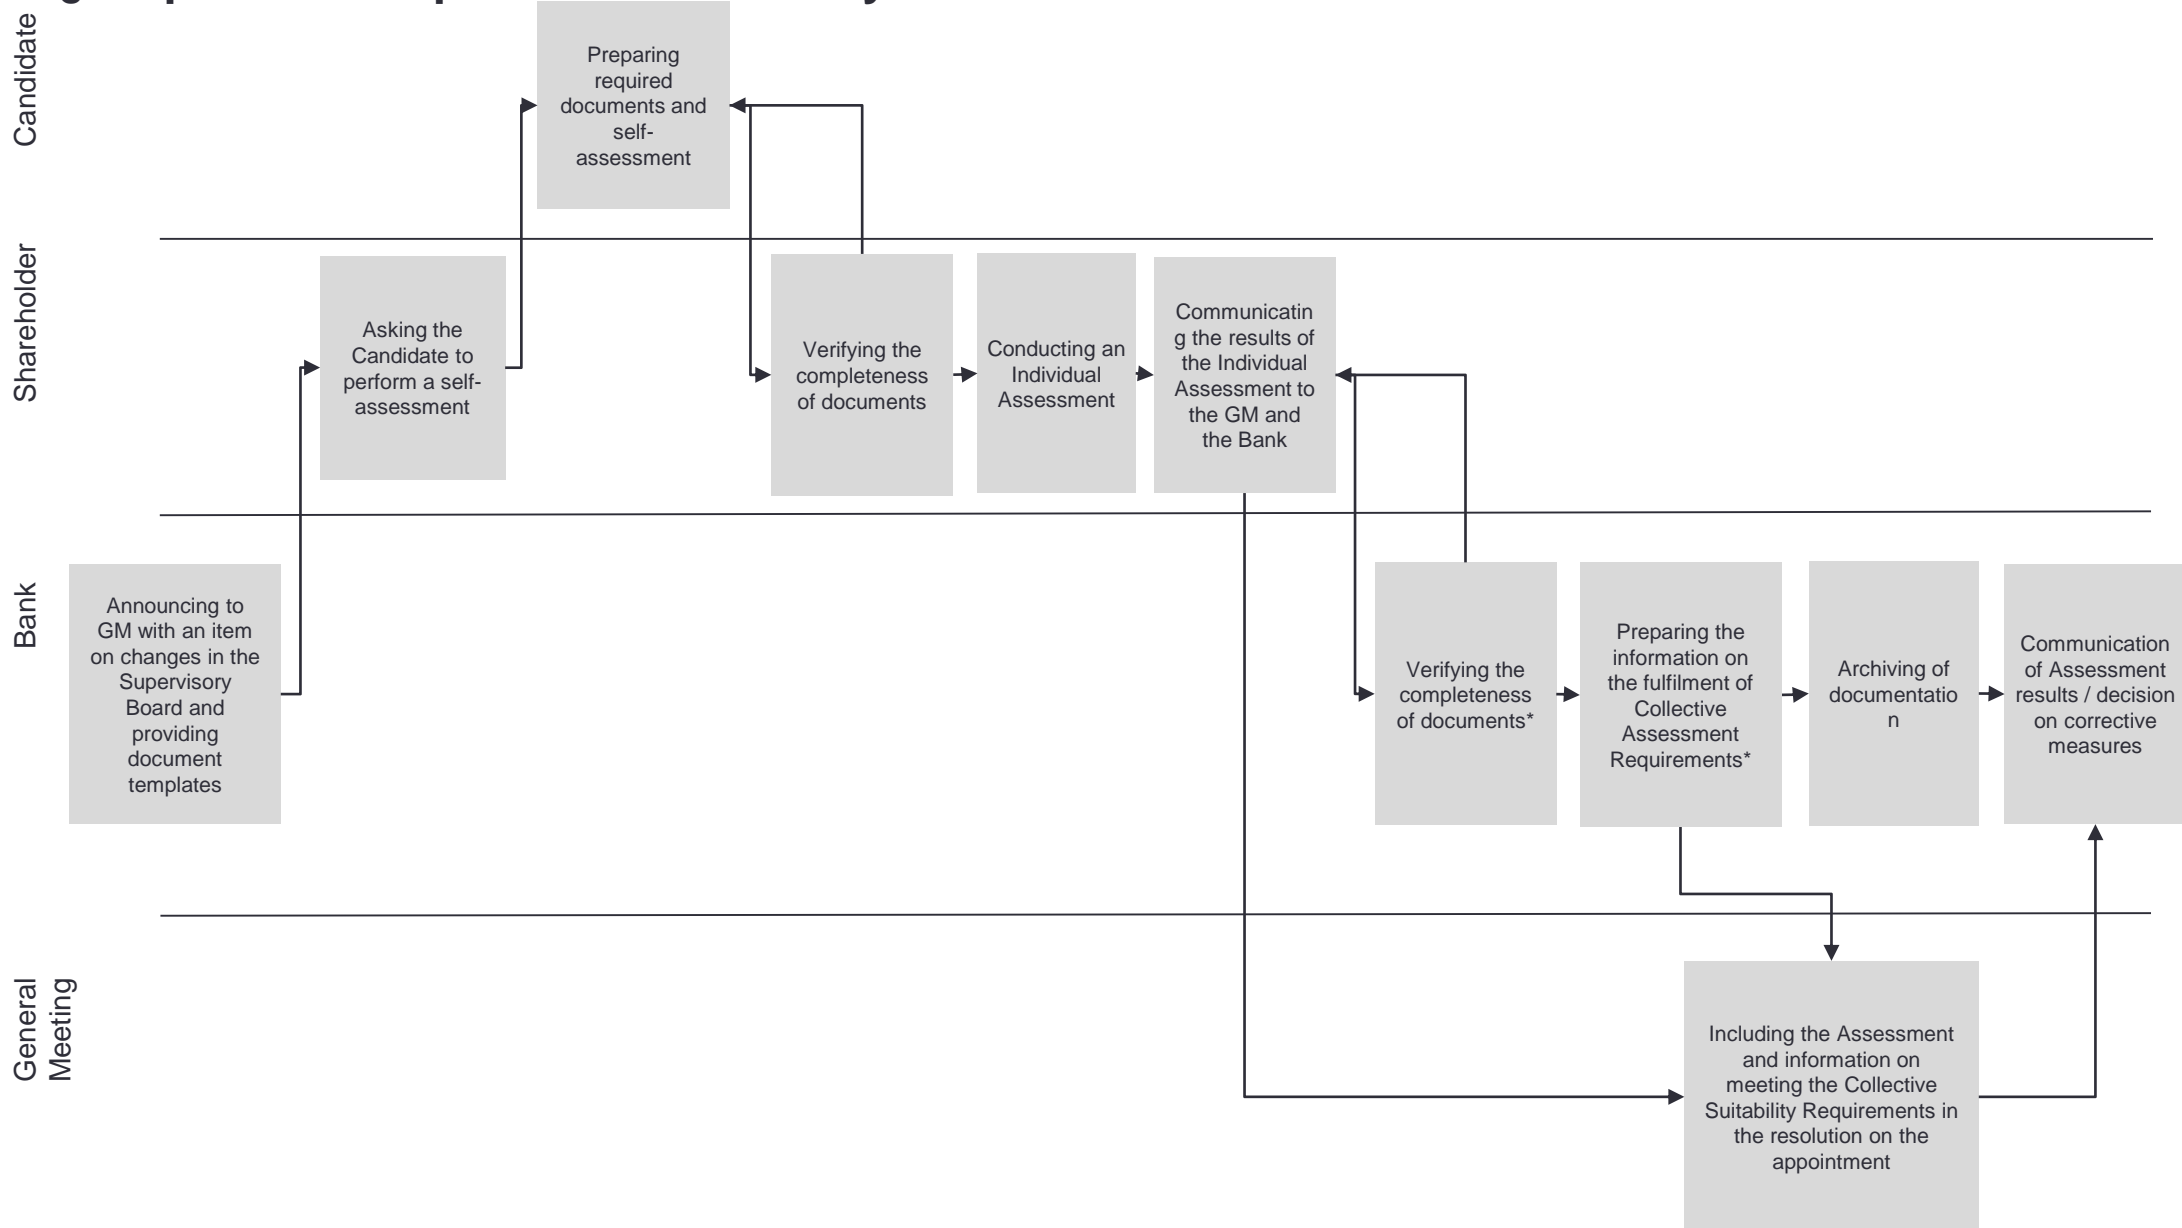 Candidate
Preparing
required
documents and
self-
assessment
Shareholder
Asking the
Candidate to
perform a self-
assessment
Verifying the
completeness
of documents
Conducting an
Individual
Assessment
Communicatin
g the results of
the Individual
Assessment to
the GM and
the Bank
Bank
Announcing to
GM with an item
on changes in the
Supervisory
Board and
providing
document
templates
Verifying the
completeness
of documents*
Preparing the
information on
the fulfilment of
Collective
Assessment
Requirements*
Archiving of
documentatio
n
Communication
of Assessment
results / decision
on corrective
measures
General
Meeting
Including the Assessment
and information on
meeting the Collective
Suitability Requirements in
the resolution on the
appointment